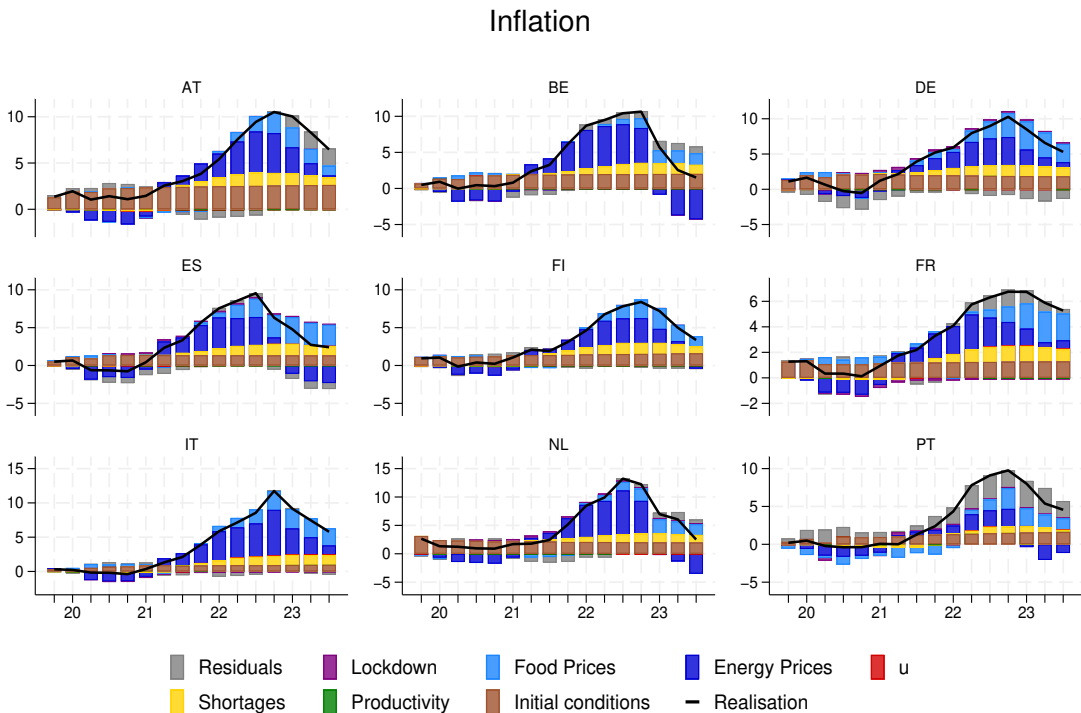 Inflation
AT BE DE
10 5 0
10 5 0 −5
10 5 0 −5
ES FI FR
10 5 0 −5
10 5 0 −5
6 4 2 0 −2
IT NL PT
15 10 5 0
15 10 5 0 −5
10 5 0 −5
20 21 22 23
20 21 22 23
20 21 22 23
Residuals Lockdown Food Prices Energy Prices u
Shortages Productivity Initial conditions Realisation